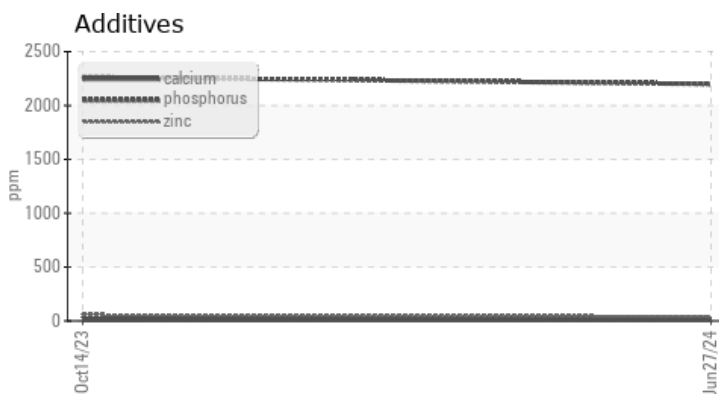 Additives
2500
2000
1500
1000
500
0
ppm
calcium
phosphorus
zinc
Oct14/23
Jun27/24